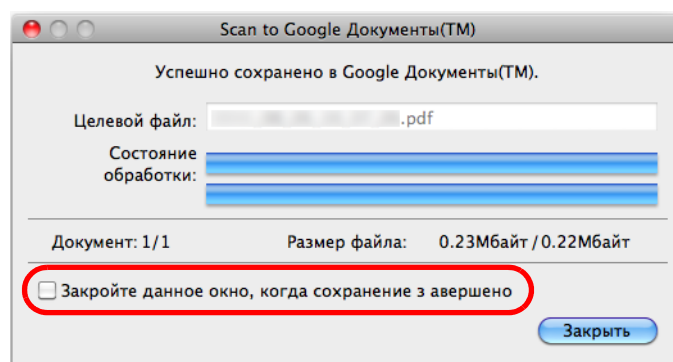 Scan to Google Документы(TM)
Успешно сохранено в Google Документы(TM).
Целевой файл: .pdf
Состояние
обработки:
Документ: 1/1 Размер файла: 0.23Мбайт / 0.22Мбайт
Закройте данное окно, когда сохранение з авершено
Закрыть